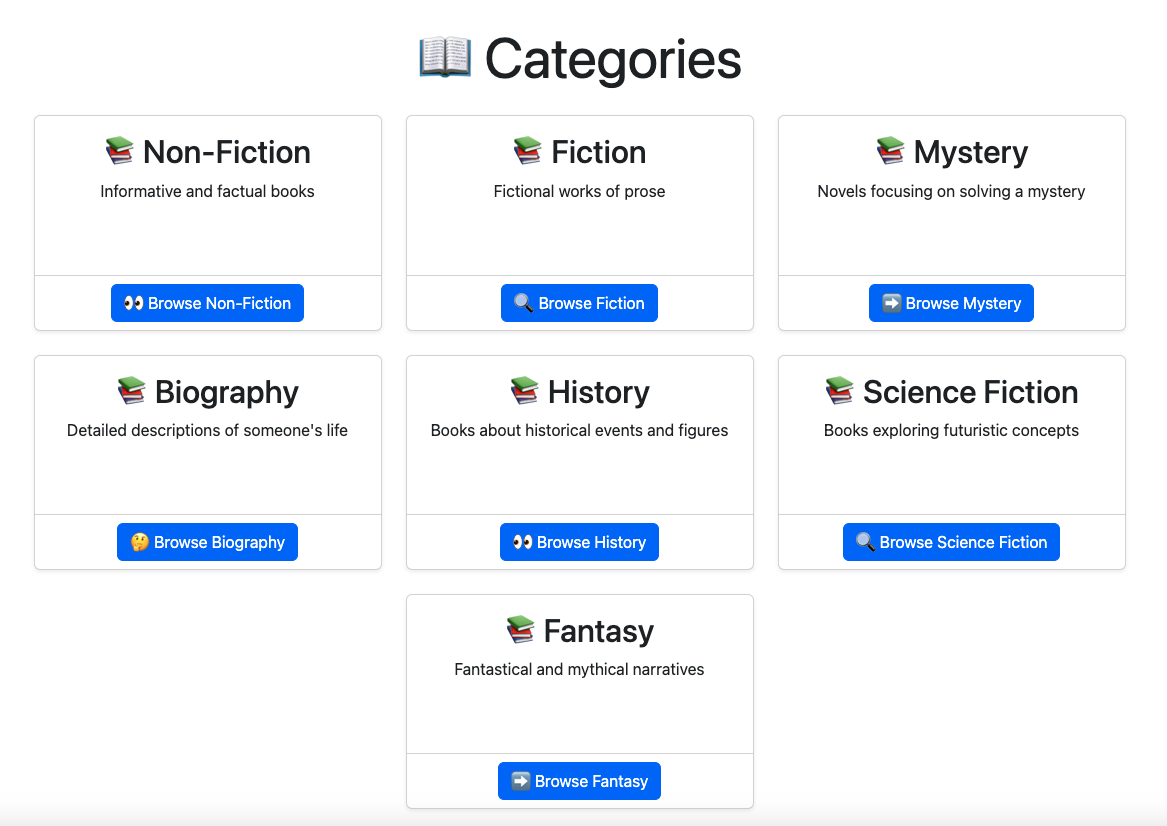 📖 Categories
📚 Non-Fiction
Informative and factual books
👀 Browse Non-Fiction
📚 Fiction
Fictional works of prose
🔍 Browse Fiction
📚 Mystery
Novels focusing on solving a mystery
➡️ Browse Mystery
📚 Biography
Detailed descriptions of someone's life
🤔 Browse Biography
📚 History
Books about historical events and figures
👀 Browse History
📚 Science Fiction
Books exploring futuristic concepts
🔍 Browse Science Fiction
📚 Fantasy
Fantastical and mythical narratives
➡️ Browse Fantasy